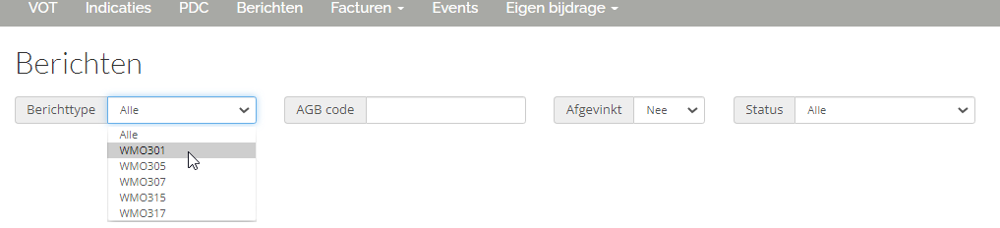 VOT Indicaties PDC Berichten Facturen Events Eigen bijdrage
Berichten
Berichttype Alle AGB code Afgevinkt Nee Status Alle
Alle
WMO301
WMO305
WMO307
WMO315
WMO317